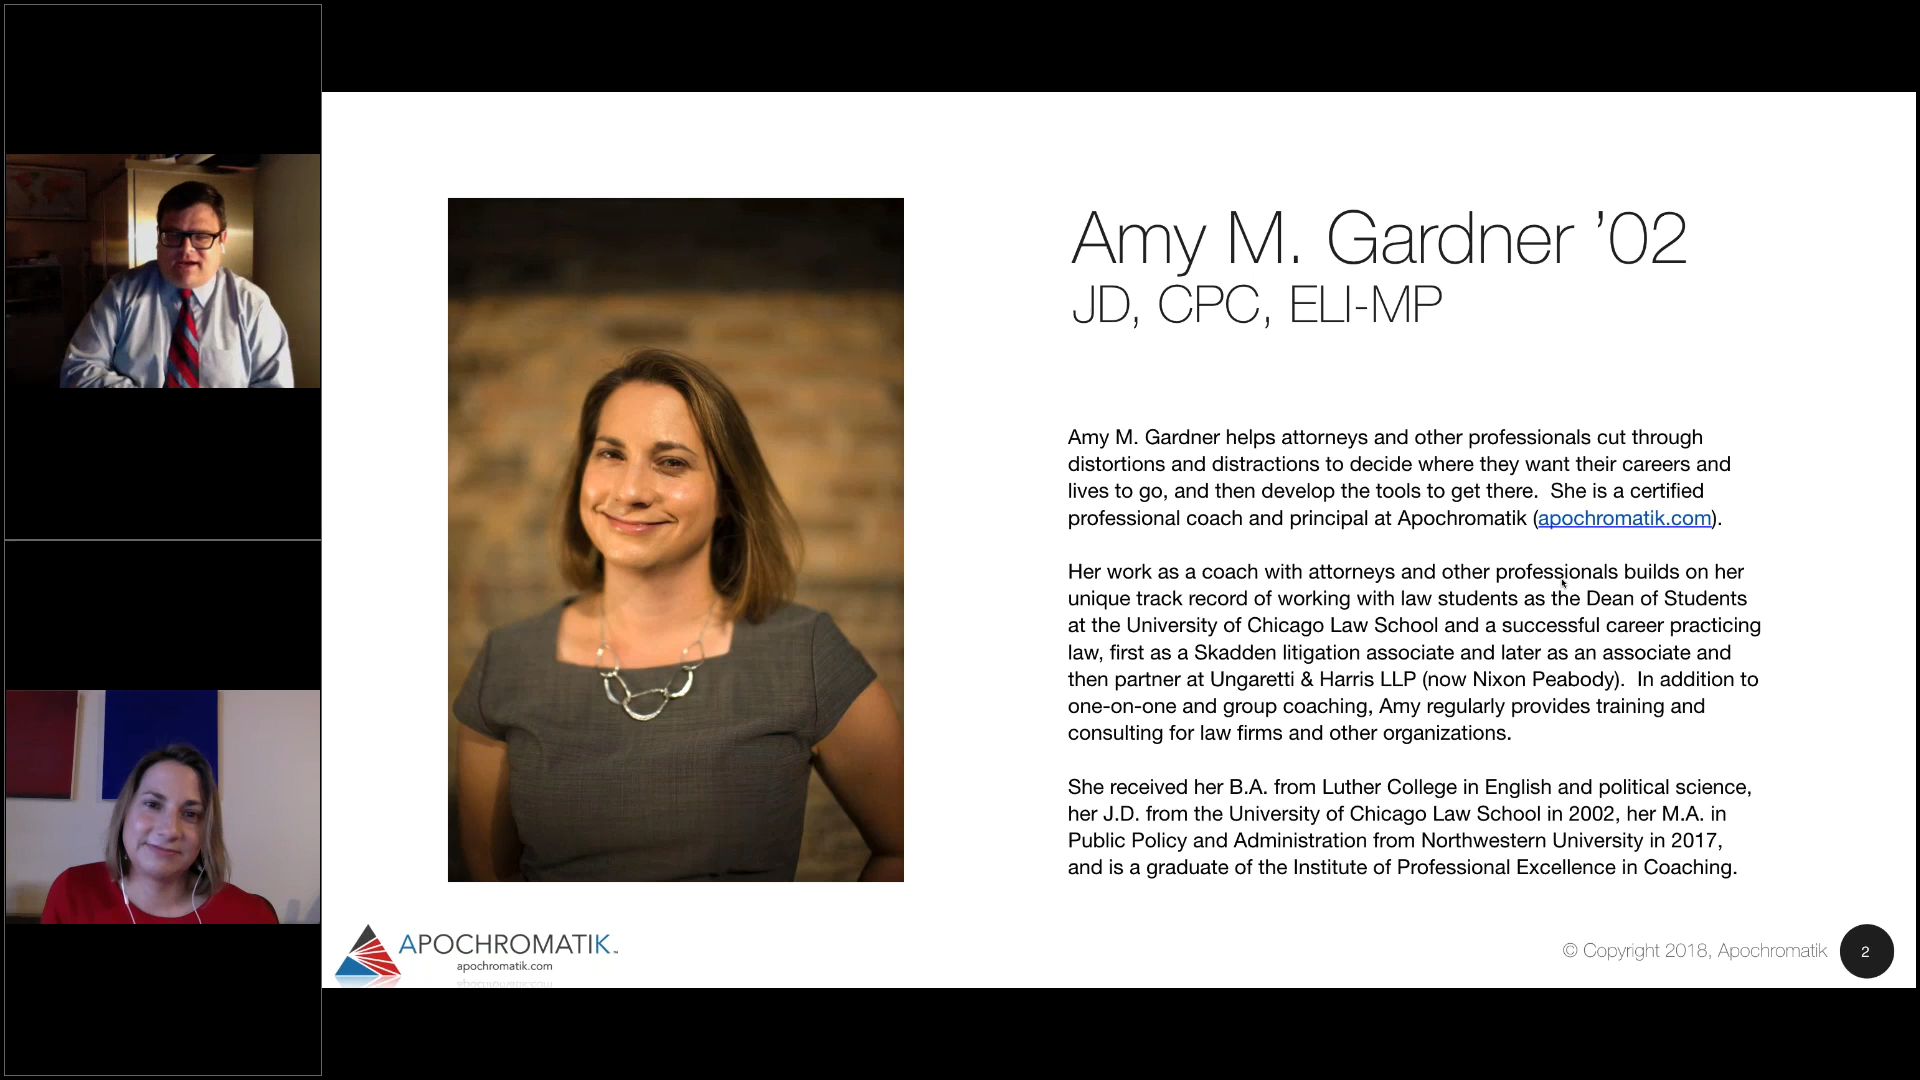 Amy M. Gardner ’02
JD, CPC, ELI-MP
Amy M. Gardner helps attorneys and other professionals cut through
distortions and distractions to decide where they want their careers and
lives to go, and then develop the tools to get there.  She is a certified
professional coach and principal at Apochromatik (apochromatik.com).
Her work as a coach with attorneys and other professionals builds on her
unique track record of working with law students as the Dean of Students
at the University of Chicago Law School and a successful career practicing
law, first as a Skadden litigation associate and later as an associate and
then partner at Ungaretti & Harris LLP (now Nixon Peabody).  In addition to
one-on-one and group coaching, Amy regularly provides training and
consulting for law firms and other organizations.
She received her B.A. from Luther College in English and political science,
her J.D. from the University of Chicago Law School in 2002, her M.A. in
Public Policy and Administration from Northwestern University in 2017,
and is a graduate of the Institute of Professional Excellence in Coaching.
APOCHROMATIK™
apochromatik.com
© Copyright 2018, Apochromatik
2